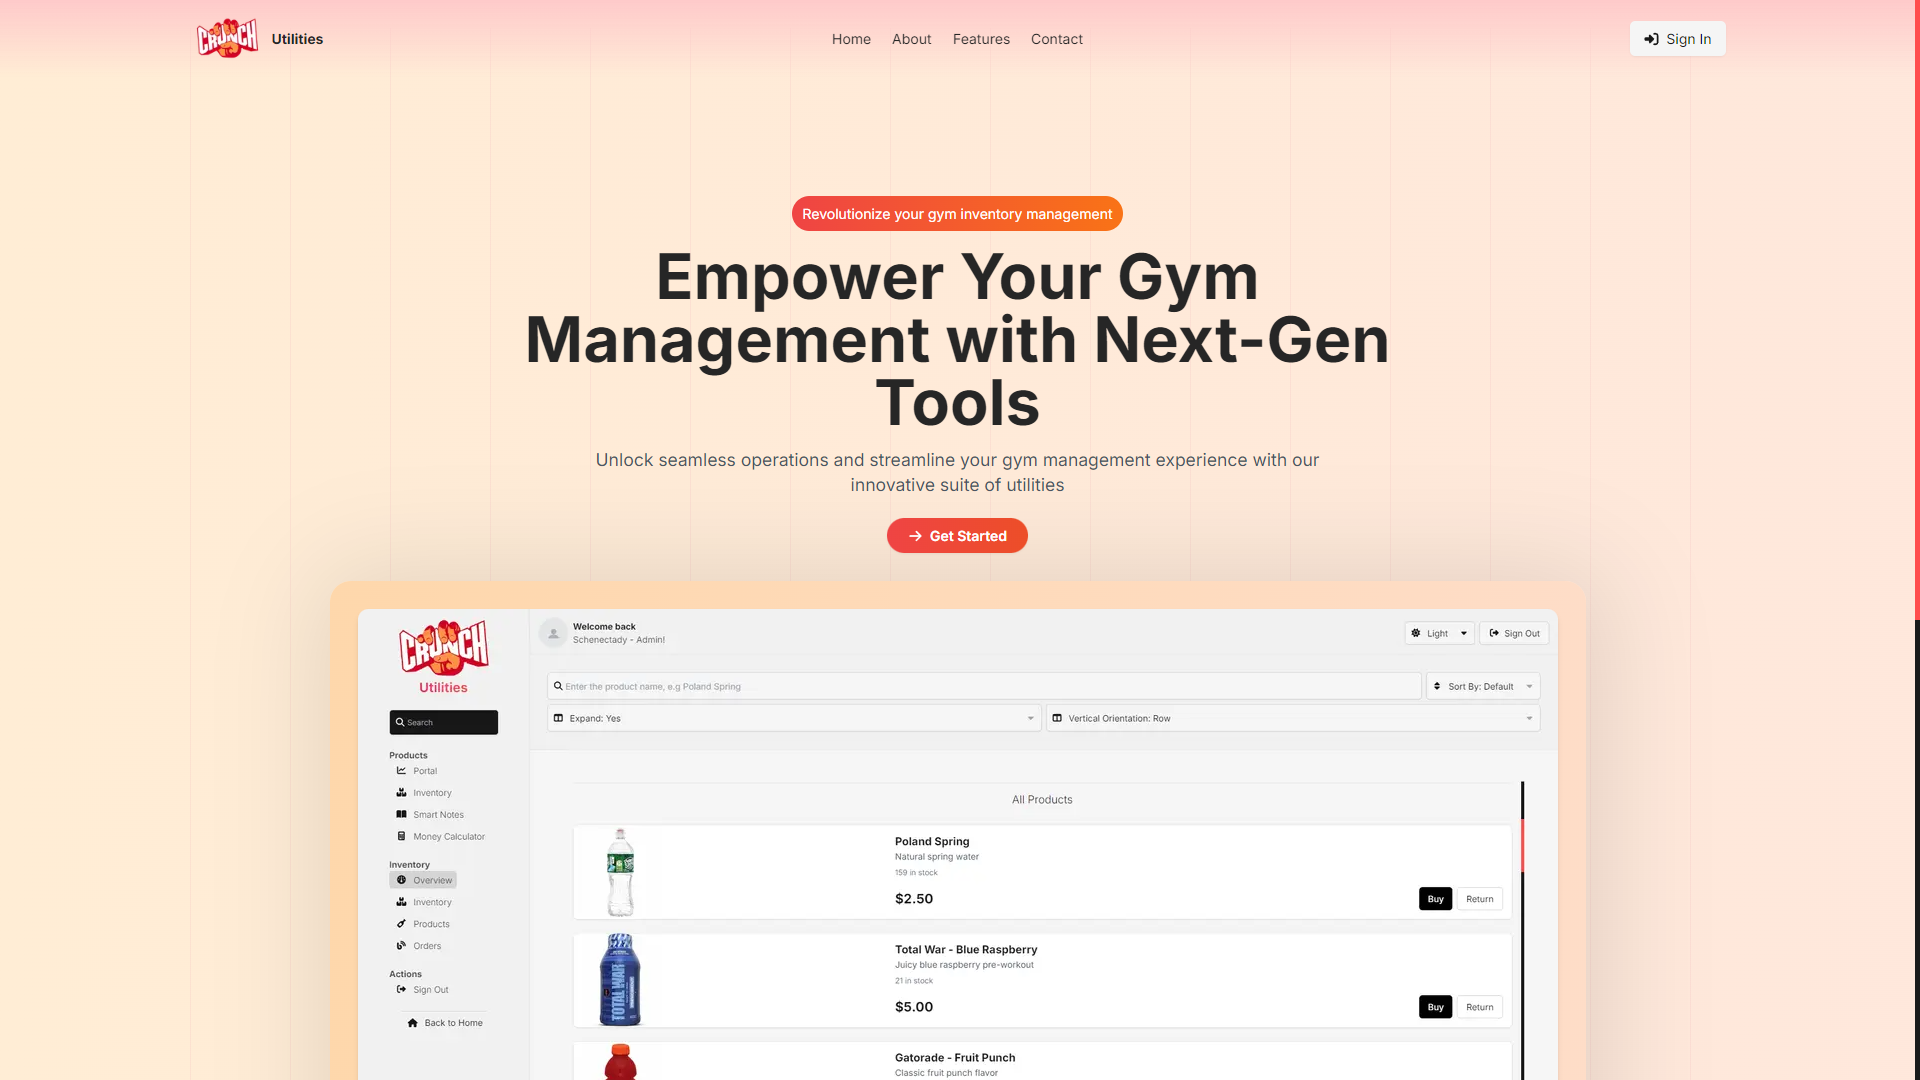 CRUNCH
Utilities
Home
About
Features
Contact
Sign In
Revolutionize your gym inventory management
Empower Your Gym
Management with Next-Gen
Tools
Unlock seamless operations and streamline your gym management experience with our
innovative suite of utilities
Get Started
CRUNCH
Utilities
Search
Products
Portal
Inventory
Smart Notes
Money Calculator
Inventory
Overview
Inventory
Products
Orders
Actions
Sign Out
Back to Home
Welcome back
Schenectady - Admin!
Light
Sign Out
Enter the product name, e.g Poland Spring
Sort By: Default
Expand: Yes
Vertical Orientation: Row
All Products
Poland Spring
Natural spring water
159 in stock
$2.50
Buy
Return
TOTAL WAR
Total War - Blue Raspberry
Juicy blue raspberry pre-workout
21 in stock
$5.00
Buy
Return
Gatorade - Fruit Punch
Classic fruit punch flavor